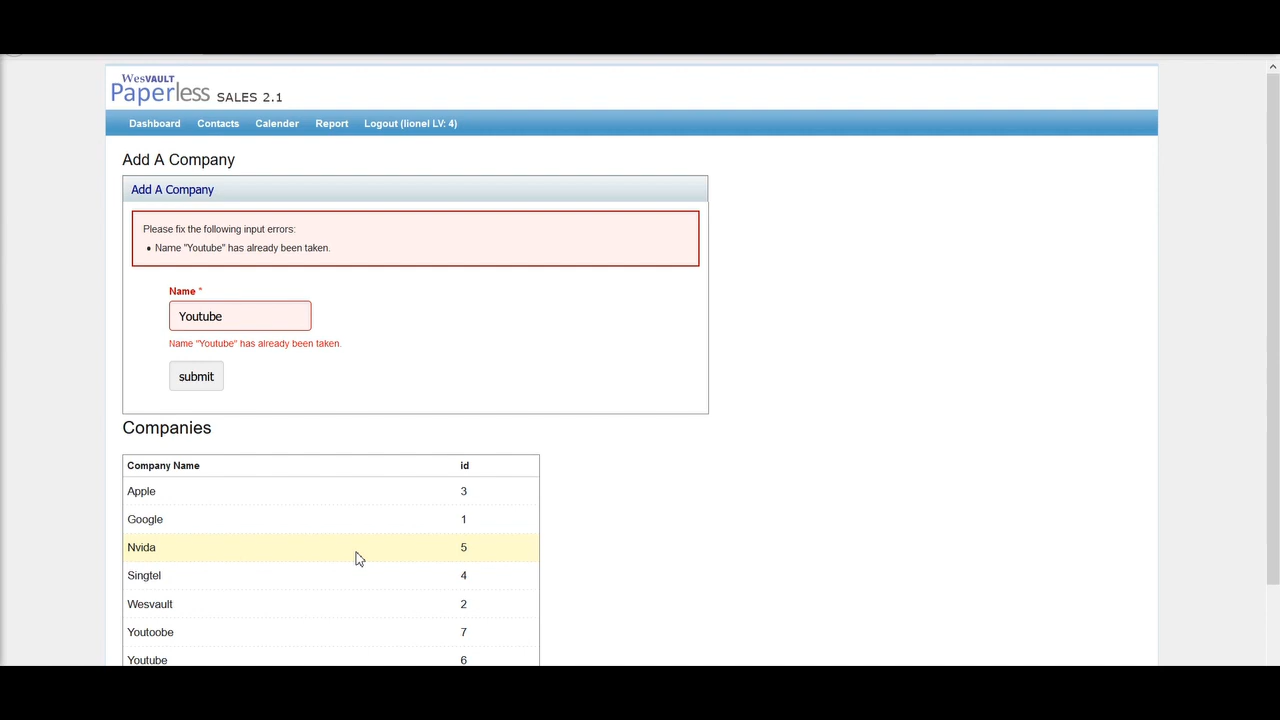 WesVAULT
Paperless SALES 2.1
Dashboard Contacts Calender Report Logout (lionel LV: 4)
Add A Company
Add A Company
Please fix the following input errors:
• Name "Youtube" has already been taken.
Name *
Youtube
Name "Youtube" has already been taken.
submit
Companies
Company Name id
Apple 3
Google 1
Nvida 5
Singtel 4
Wesvault 2
Youtoobe 7
Youtube 6